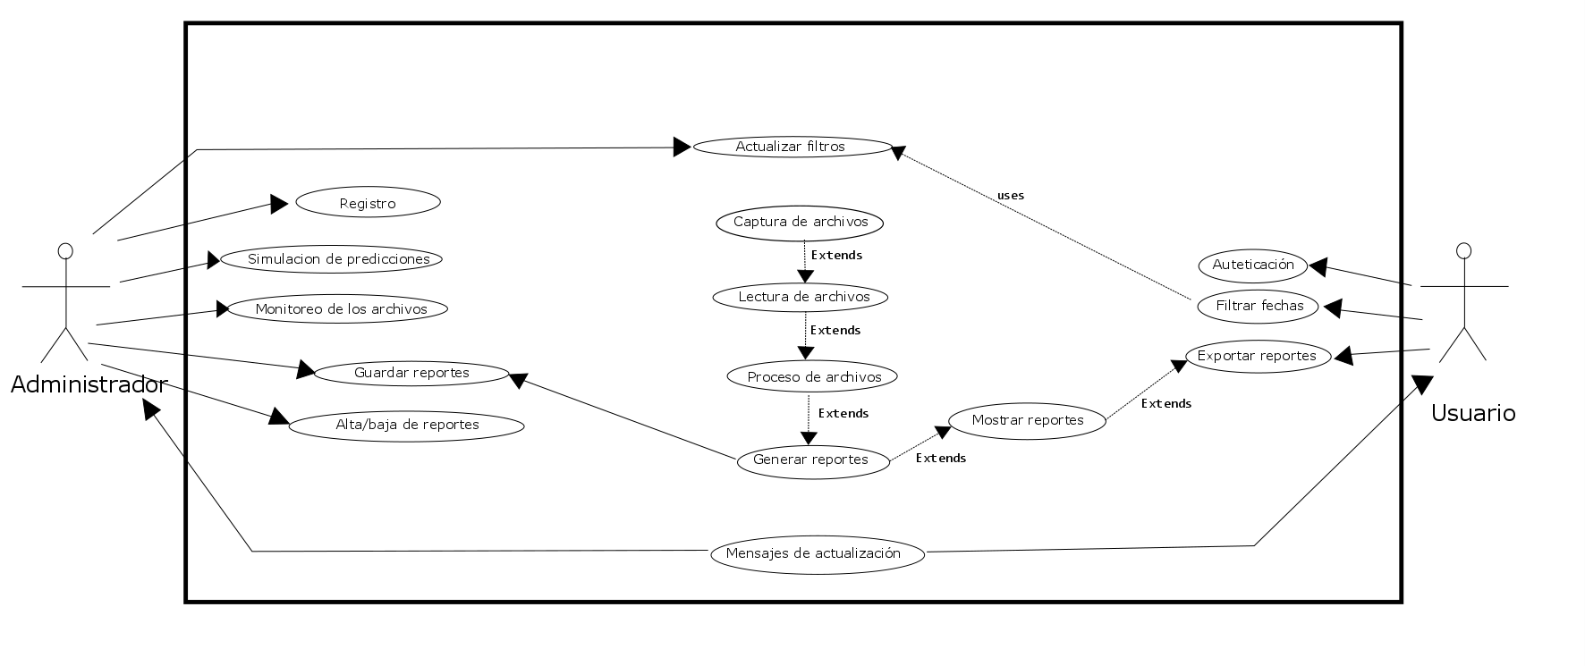 Actualizar filtros
uses
Registro
Captura de archivos
Extends
Simulacion de predicciones
Auteticación
Lectura de archivos
Monitoreo de los archivos
Filtrar fechas
Extends
Exportar reportes
Guardar reportes
Proceso de archivos
Administrador
Extends
Extends
Usuario
Alta/baja de reportes
Mostrar reportes
Generar reportes
Extends
Mensajes de actualización